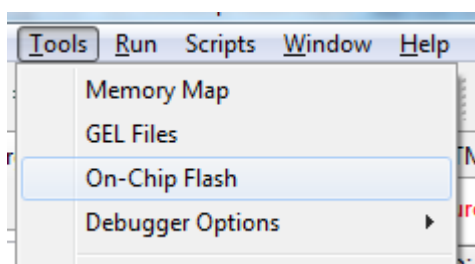 Tools Run Scripts Window Help
Memory Map
GEL Files
On-Chip Flash
Debugger Options